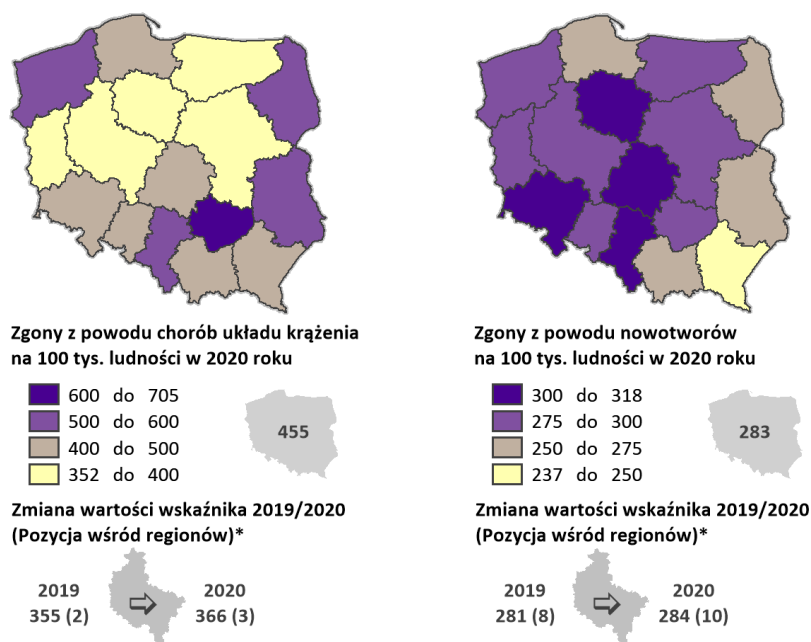 Zgony z powodu chorób układu krążenia
na 100 tys. ludności w 2020 roku
600 do 705
500 do 600
400 do 500
352 do 400
455
Zmiana wartości wskaźnika 2019/2020
(Pozycja wśród regionów)*
2019
355 (2)
2020
366 (3)
Zgony z powodu nowotworów
na 100 tys. ludności w 2020 roku
300 do 318
275 do 300
250 do 275
237 do 250
283
Zmiana wartości wskaźnika 2019/2020
(Pozycja wśród regionów)*
2019
281 (8)
2020
284 (10)